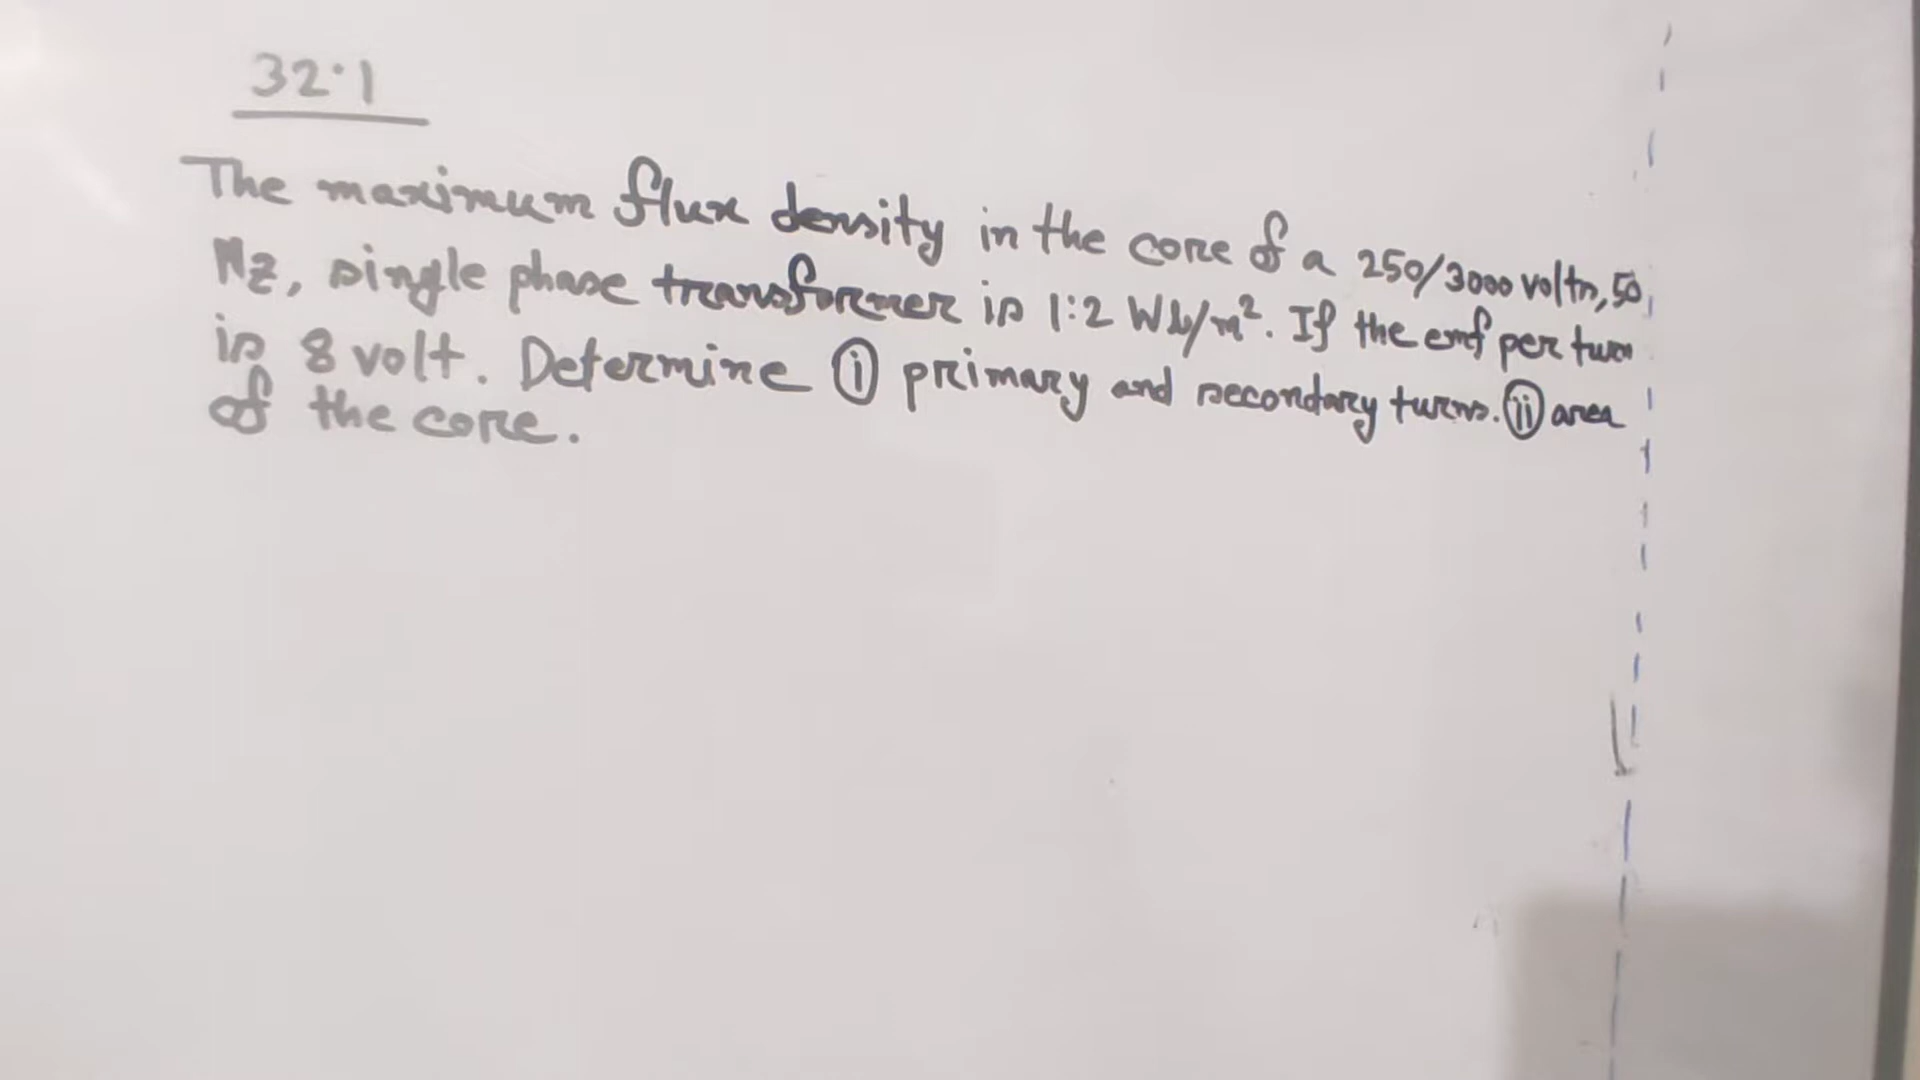 32.1
The maximum flux density in the core of a 250/3000 volts, 50
Hz, single phase transformer is 1:2 Wb/m². If the emf per turn
is 8 volt. Determine (i) primary and secondary turns. (ii) area
of the core.